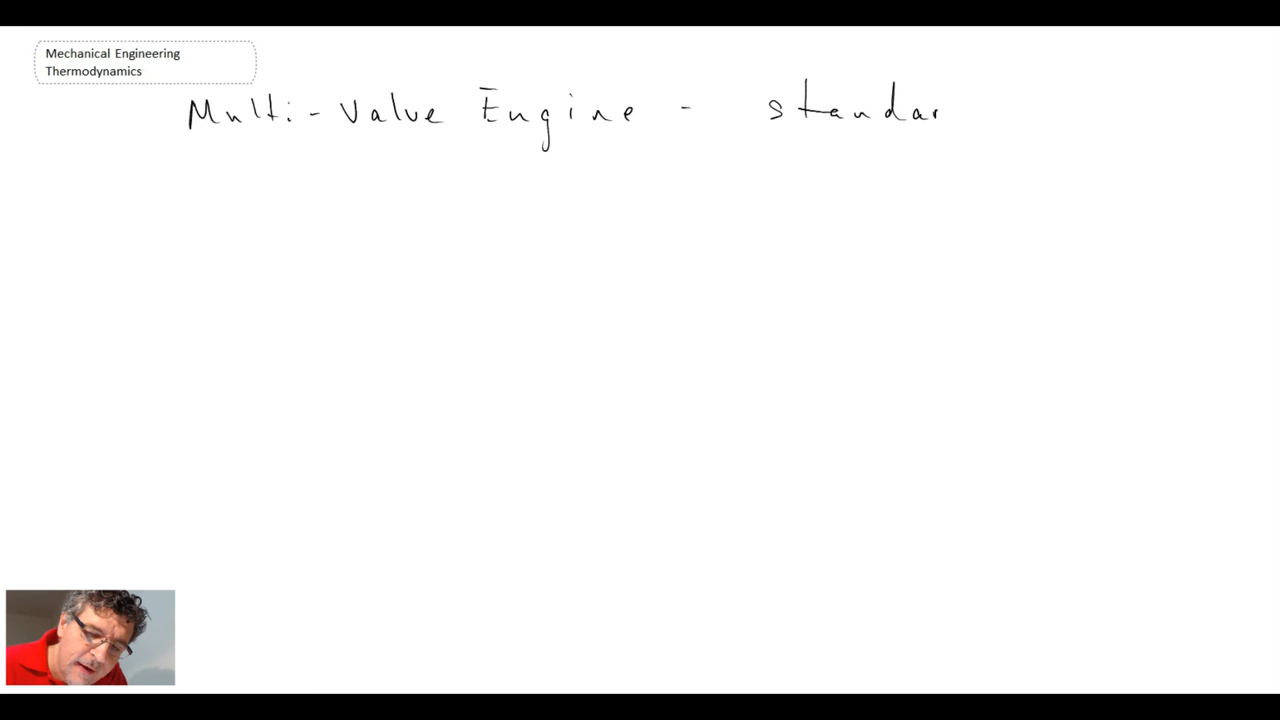 Mechanical Engineering
Thermodynamics
Multi-Valve Engine - standar